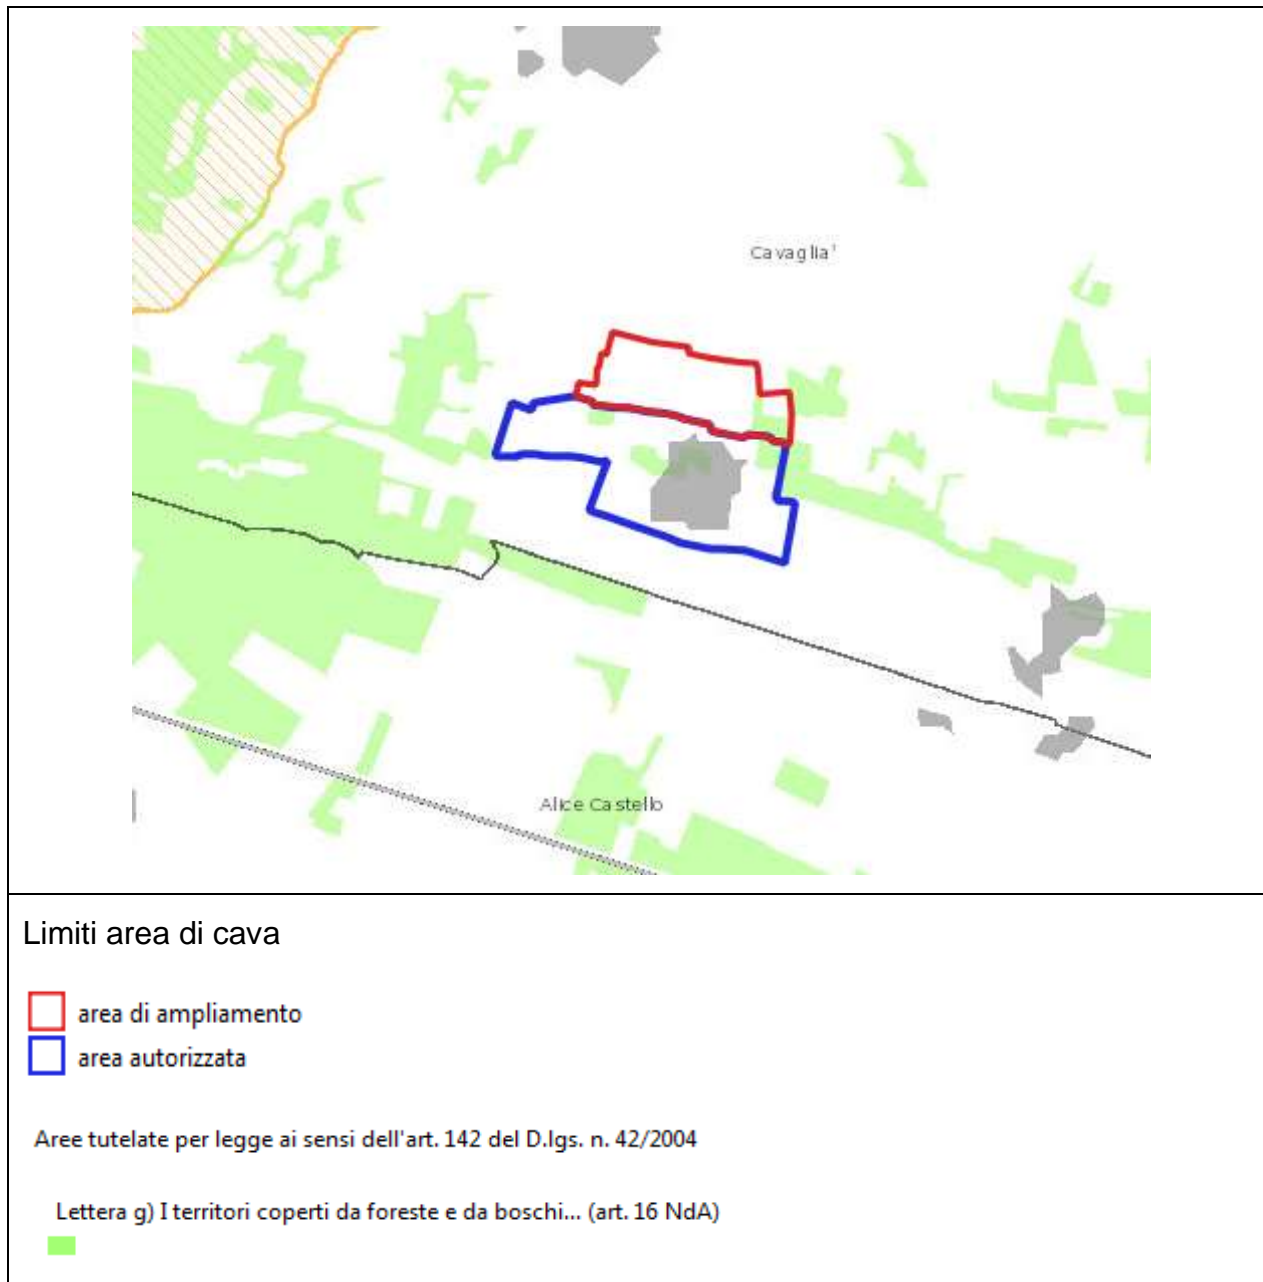 Cavaglia'
Alice Castello
Limiti area di cava
area di ampliamento
area autorizzata
Aree tutelate per legge ai sensi dell'art. 142 del D.lgs. n. 42/2004
Lettera g) I territori coperti da foreste e da boschi... (art. 16 NdA)